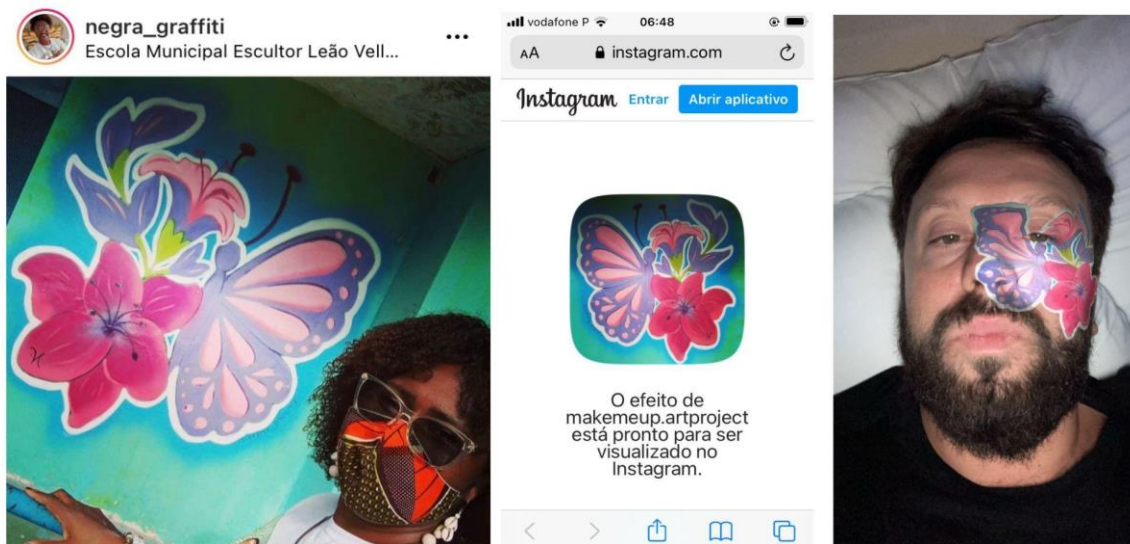 negra_graffiti
Escola Municipal Escultor Leão Vell...
vodafone P 06:48
AA instagram.com
Instagram Entrar Abrir aplicativo
O efeito de
makemeup.artproject
está pronto para ser
visualizado no
Instagram.